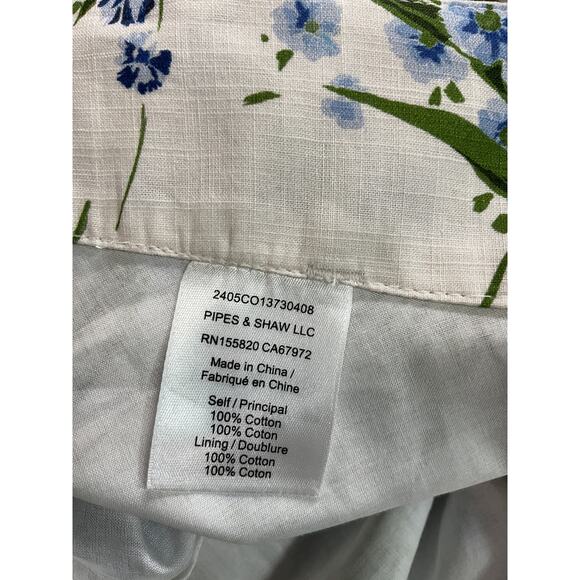 2405CO13730408
PIPES & SHAW LLC
RN155820 CA67972
Made in China /
Fabriqué en Chine
Self / Principal
100% Cotton
100% Coton
Lining / Doublure
100% Cotton
100% Coton